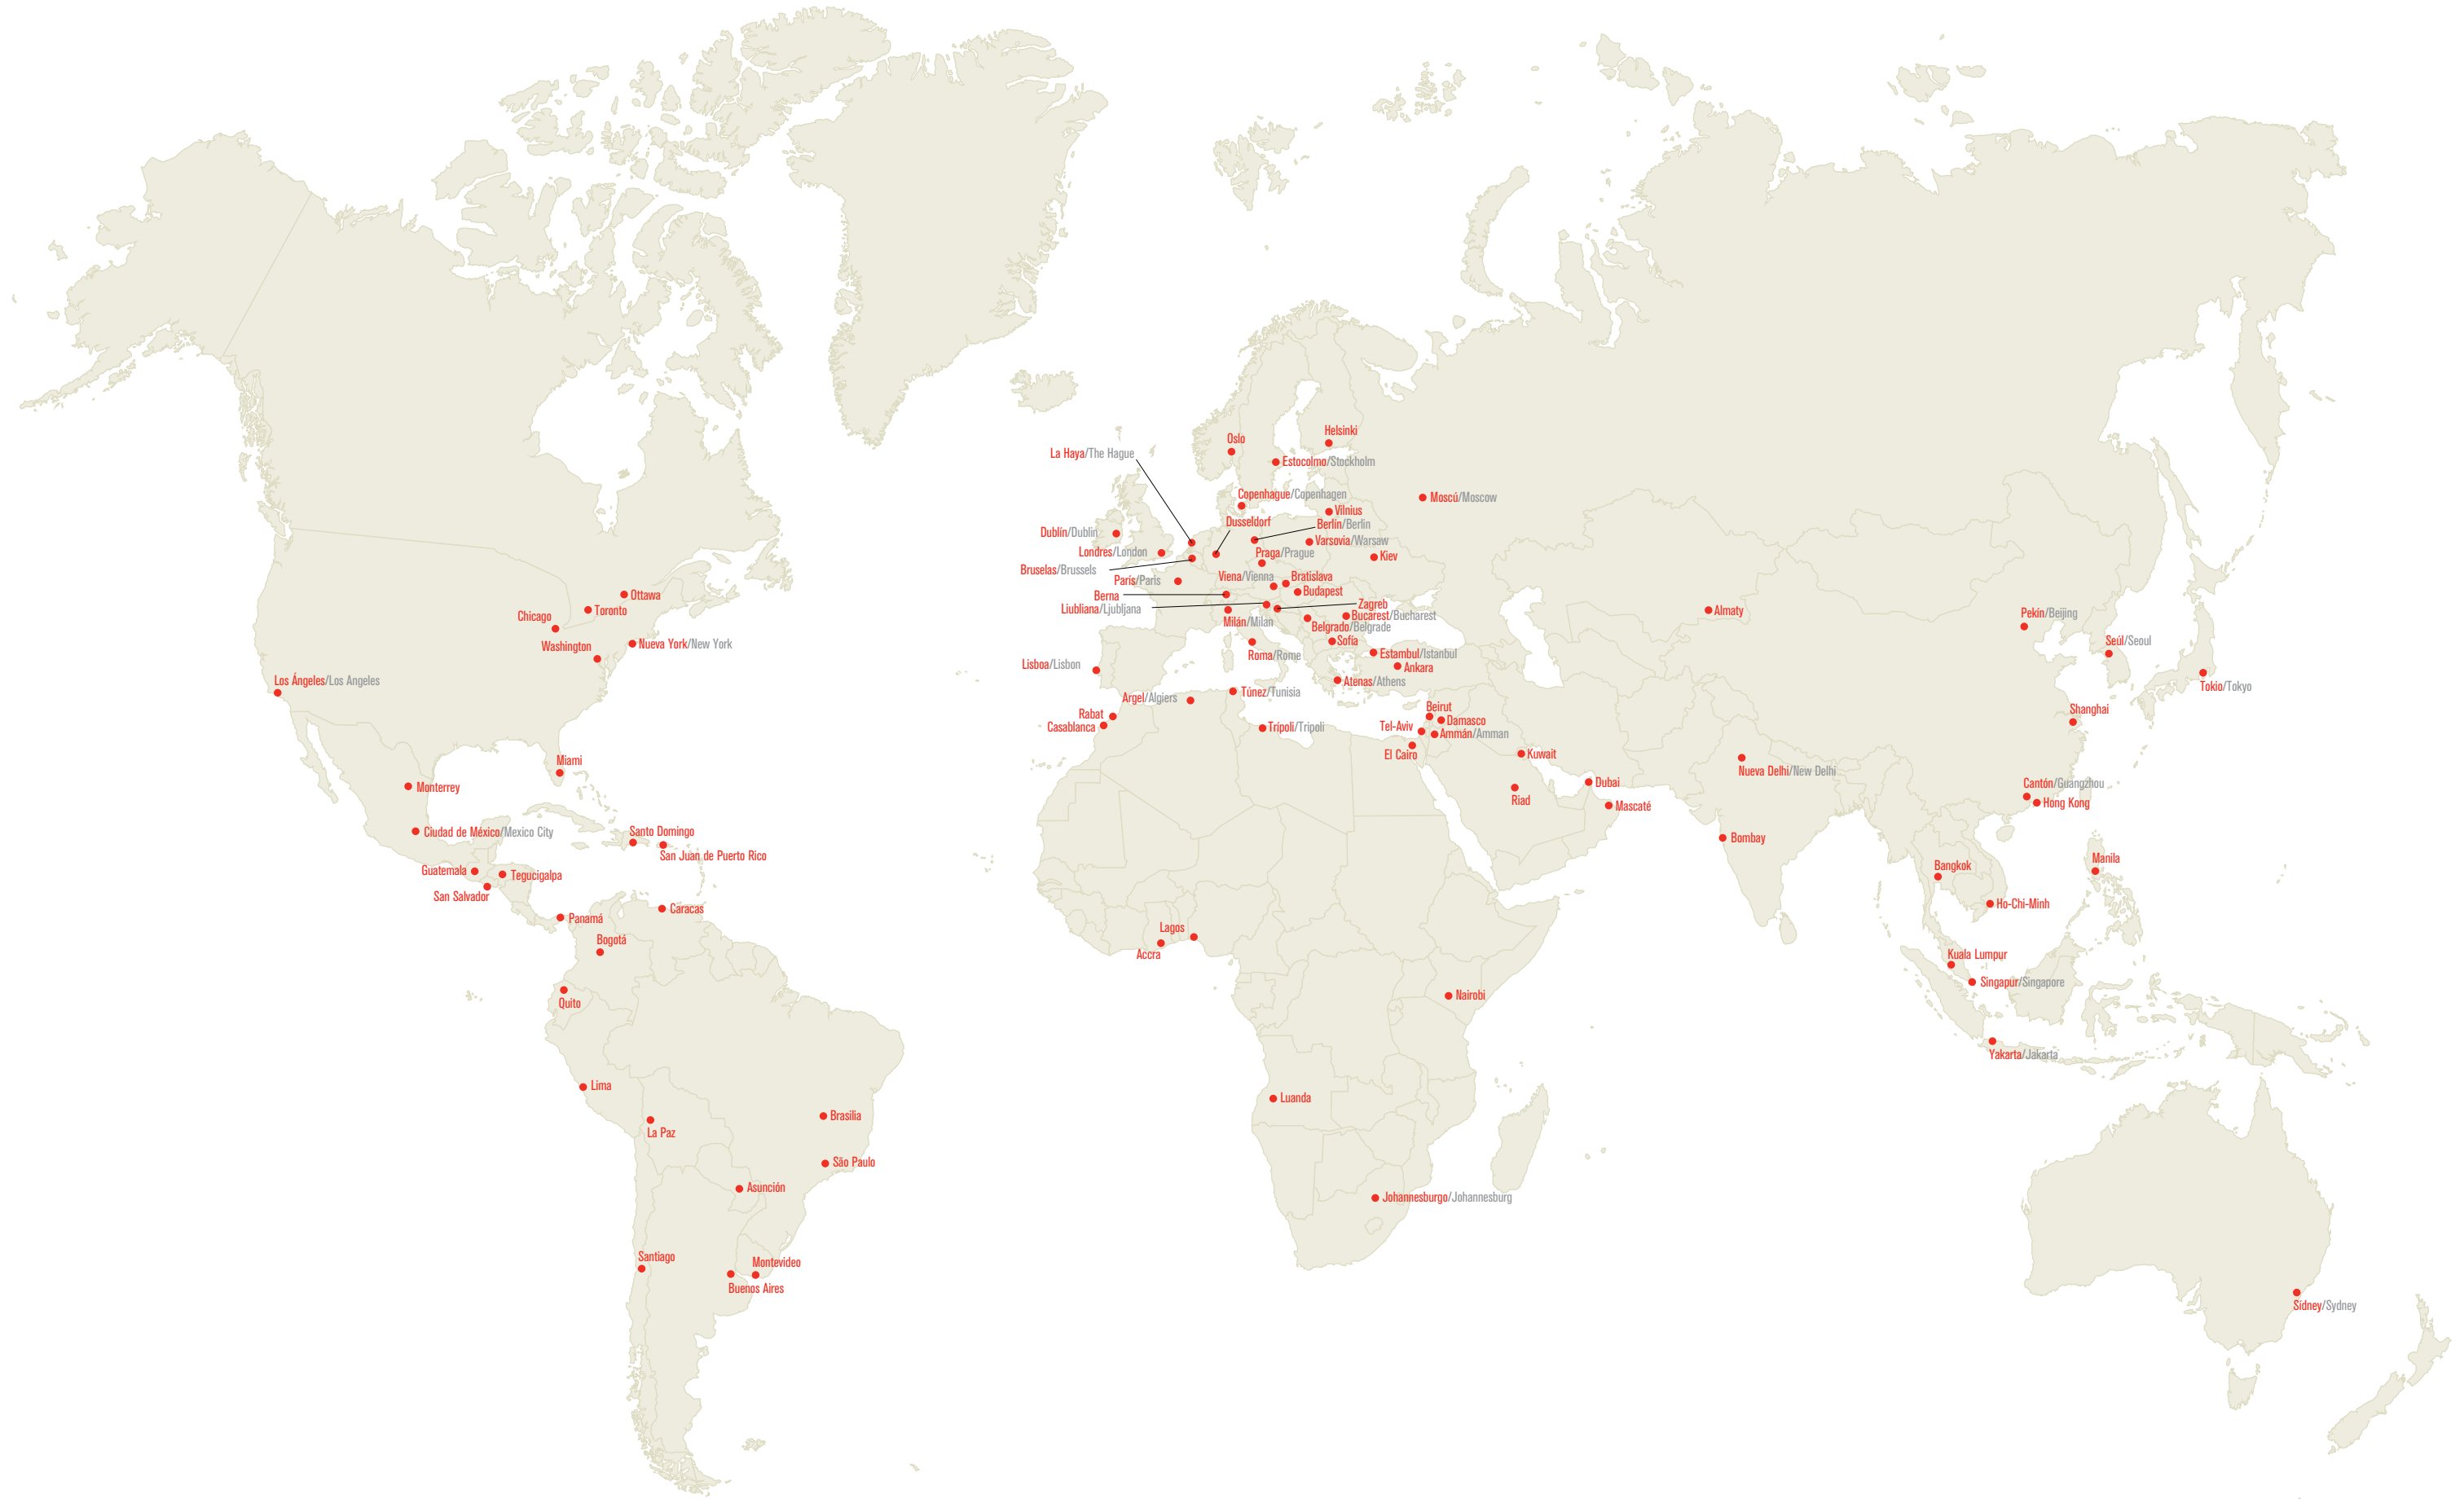 Oslo
Helsinki
La Haya/The Hague
Estocolmo/Stockholm
Copenhague/Copenhagen
Moscú/Moscow
Vilnius
Dusseldorf
Berlín/Berlin
Dublín/Dublin
Varsovia/Warsaw
Londres/London
Praga/Prague
Kiev
Bruselas/Brussels
Viena/Vienna
Bratislava
París/Paris
Budapest
Berna
Liubliana/Ljubljana
Zagreb
Bucarest/Bucharest
Milán/Milan
Belgrado/Belgrade
Sofía
Roma/Rome
Estambul/Istanbul
Lisboa/Lisbon
Ankara
Atenas/Athens
Ottawa
Toronto
Chicago
Washington
Nueva York/New York
Los Ángeles/Los Angeles
Miami
Monterrey
Ciudad de México/Mexico City
Santo Domingo
San Juan de Puerto Rico
Guatemala
Tegucigalpa
San Salvador
Panamá
Caracas
Bogotá
Quito
Lima
La Paz
Brasilia
São Paulo
Asunción
Santiago
Montevideo
Buenos Aires
Argel/Algiers
Túnez/Tunisia
Rabat
Casablanca
Trípoli/Tripoli
Beirut
Damasco
Tel-Aviv
Ammán/Amman
El Cairo
Kuwait
Dubai
Riad
Mascaté
Lagos
Accra
Nairobi
Luanda
Johannesburgo/Johannesburg
Almaty
Pekín/Beijing
Seúl/Seoul
Tokio/Tokyo
Shanghai
Nueva Delhi/New Delhi
Cantón/Guangzhou
Hong Kong
Bombay
Manila
Bangkok
Ho-Chi-Minh
Kuala Lumpur
Singapur/Singapore
Yakarta/Jakarta
Sídney/Sydney